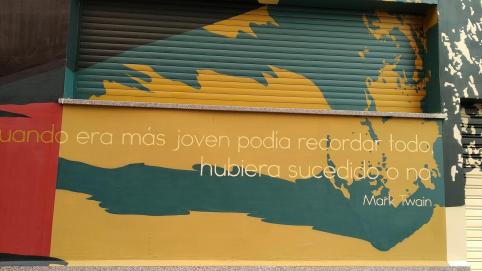 uando era más joven podía recordar todo
hubiera sucedido o no
Mark Twain